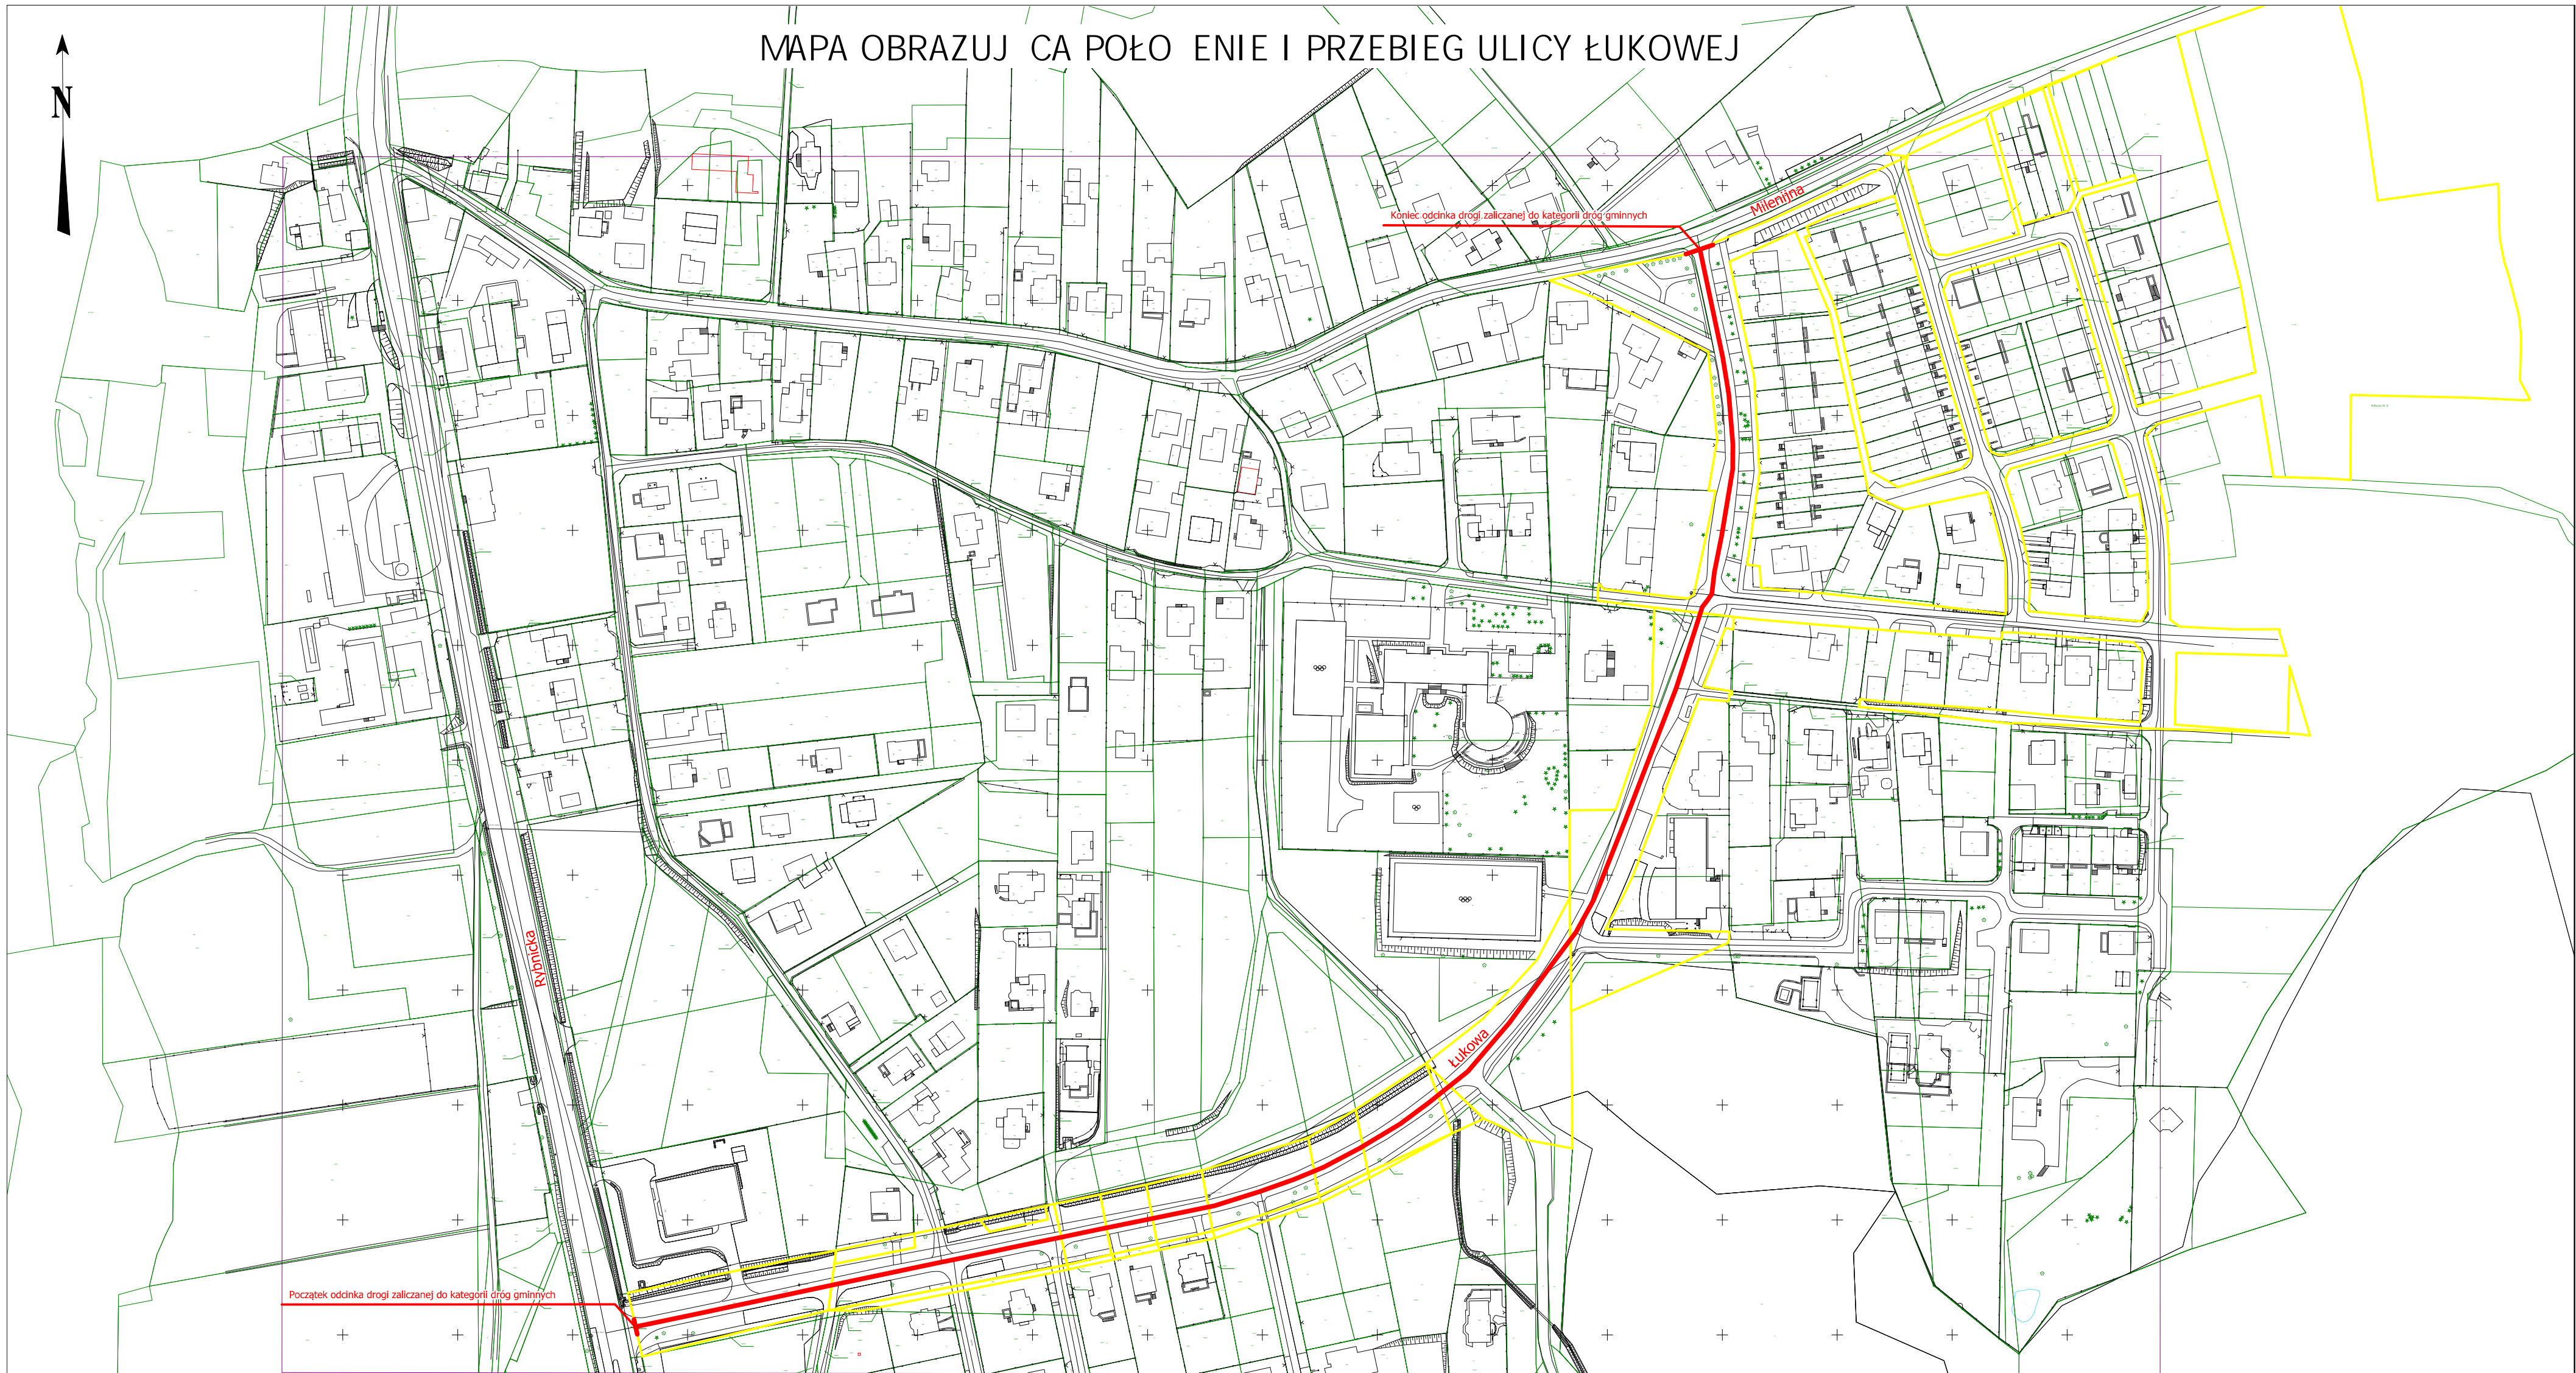 MAPA OBRAZUJ CA POŁO ENIE I PRZEBIEG ULICY ŁUKOWEJ
N
Milenijna
Koniec odcinka drogi zaliczanej do kategorii dróg gminnych
Rybnicka
Łukowa
Początek odcinka drogi zaliczanej do kategorii dróg gminnych